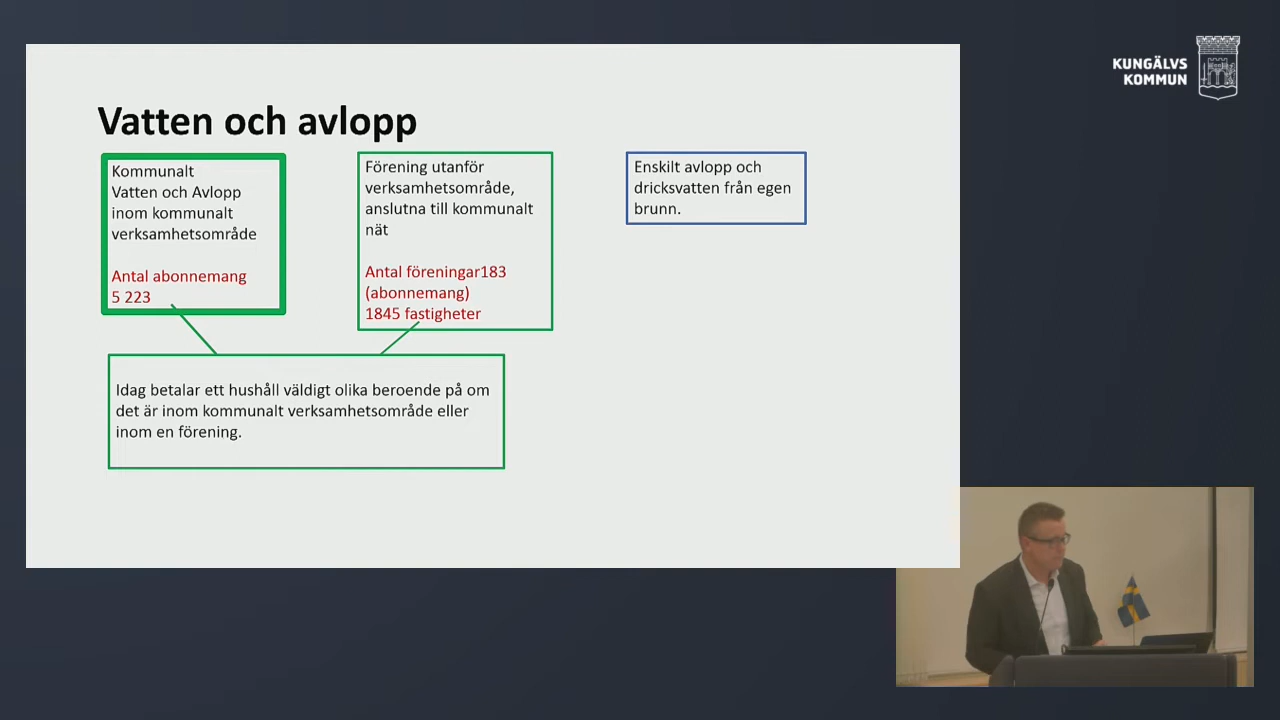 KUNGÄLVS
KOMMUN
Vatten och avlopp
Kommunalt
Vatten och Avlopp
inom kommunalt
verksamhetsområde
Antal abonnemang
5 223
Förening utanför
verksamhetsområde,
anslutna till kommunalt
nät
Antal föreningar183
(abonnemang)
1845 fastigheter
Enskilt avlopp och
dricksvatten från egen
brunn.
Idag betalar ett hushåll väldigt olika beroende på om
det är inom kommunalt verksamhetsområde eller
inom en förening.